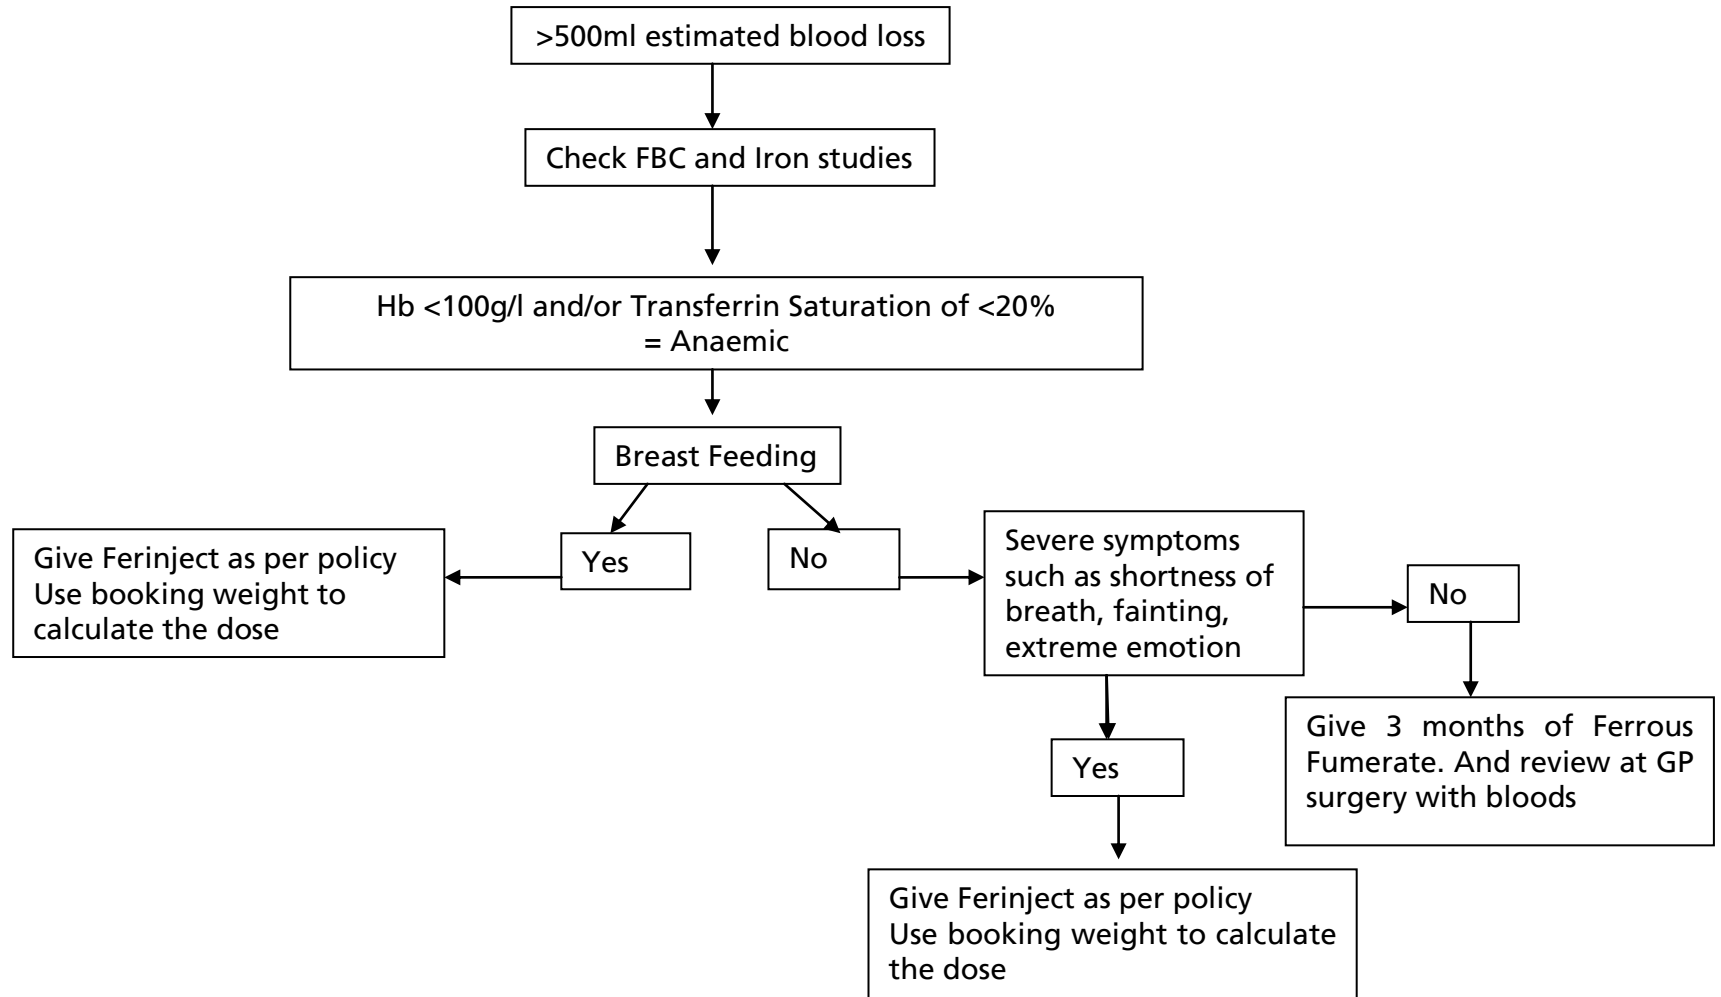 >500ml estimated blood loss
Check FBC and Iron studies
Hb <100g/l and/or Transferrin Saturation of <20%
= Anaemic
Breast Feeding
Yes
Give Ferinject as per policy
Use booking weight to
calculate the dose
No
Severe symptoms
such as shortness of
breath, fainting,
extreme emotion
No
Give 3 months of Ferrous
Fumerate. And review at GP
surgery with bloods
Yes
Give Ferinject as per policy
Use booking weight to calculate
the dose